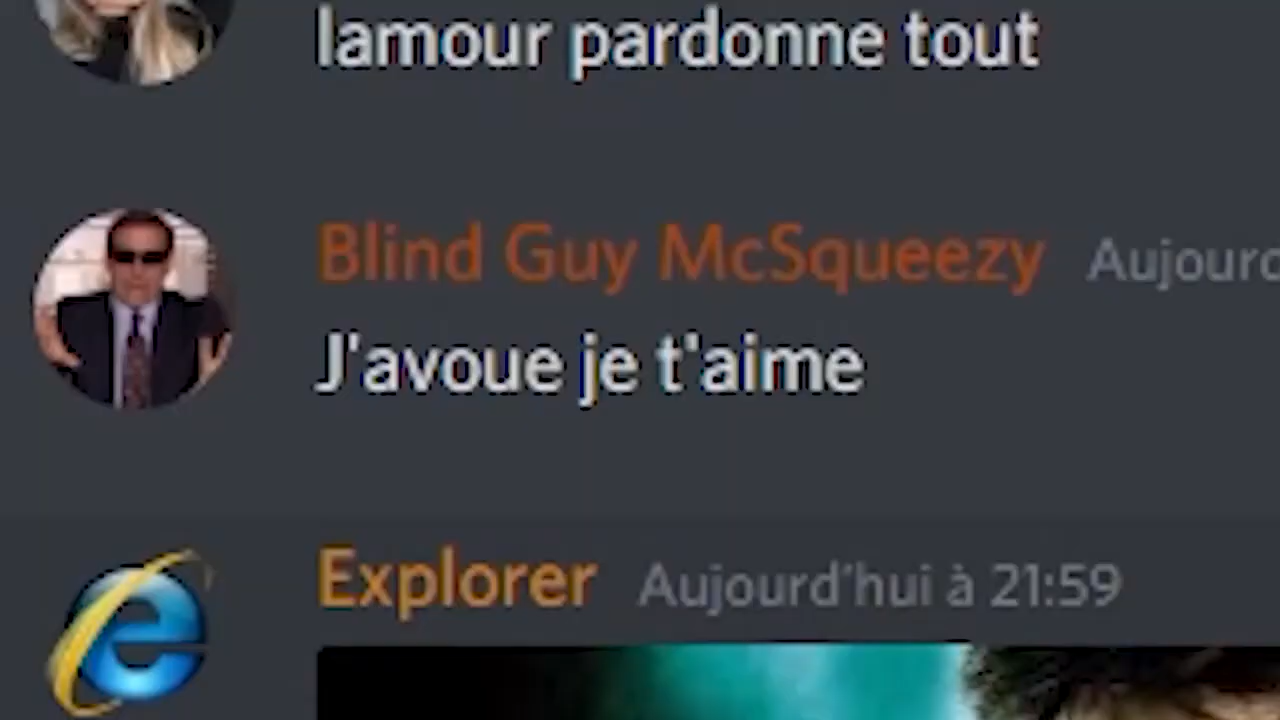 lamour pardonne tout
Blind Guy McSqueezy Aujourd
J'avoue je t'aime
Explorer Aujourd'hui à 21:59